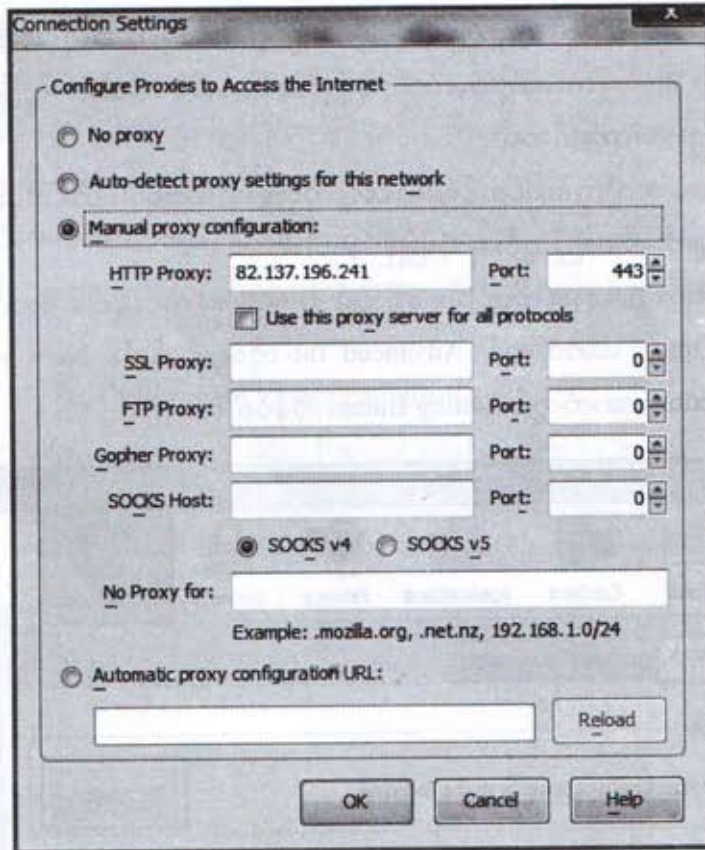 Connection Settings
X
Configure Proxies to Access the Internet
No proxy
Auto-detect proxy settings for this network
Manual proxy configuration:
HTTP Proxy: 82.137.196.241 Port: 443
Use this proxy server for all protocols
SSL Proxy: Port: 0
FTP Proxy: Port: 0
Gopher Proxy: Port: 0
SOCKS Host: Port: 0
SOCKS v4 SOCKS v5
No Proxy for:
Example: .mozilla.org, .net.nz, 192.168.1.0/24
Automatic proxy configuration URL:
Reload
OK Cancel Help